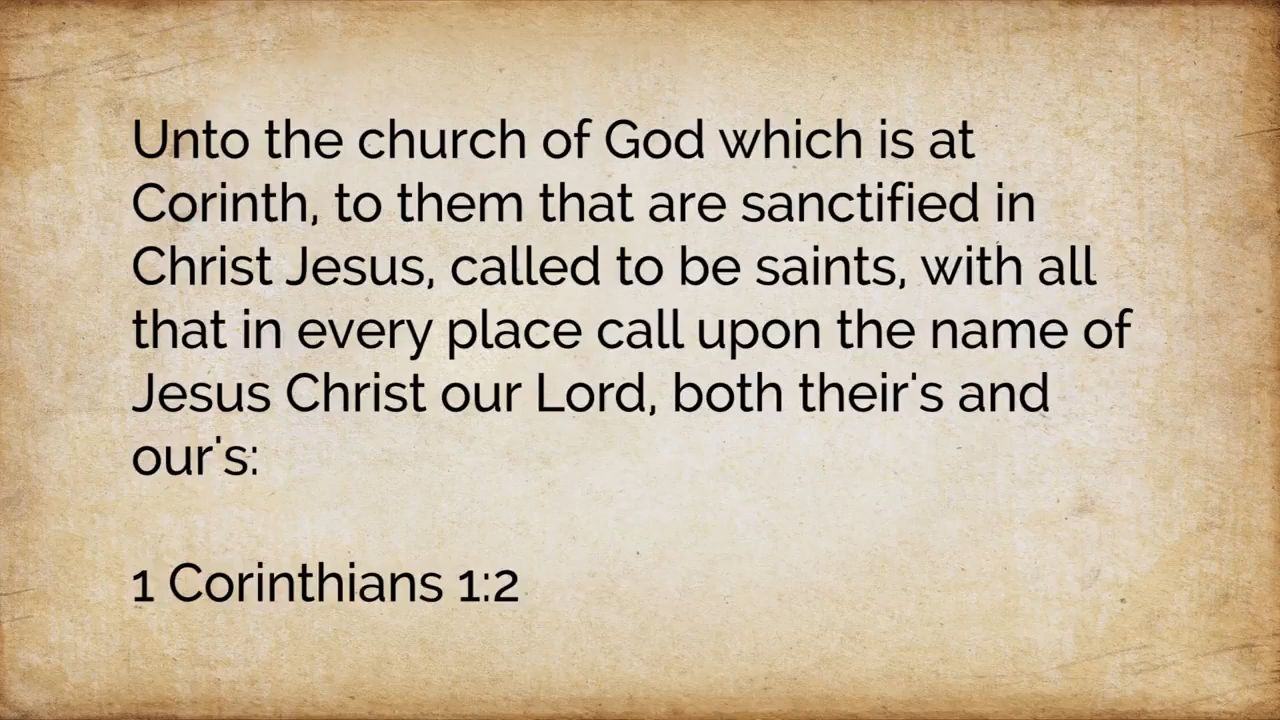 Unto the church of God which is at
Corinth, to them that are sanctified in
Christ Jesus, called to be saints, with all
that in every place call upon the name of
Jesus Christ our Lord, both their's and
our's:
1 Corinthians 1:2